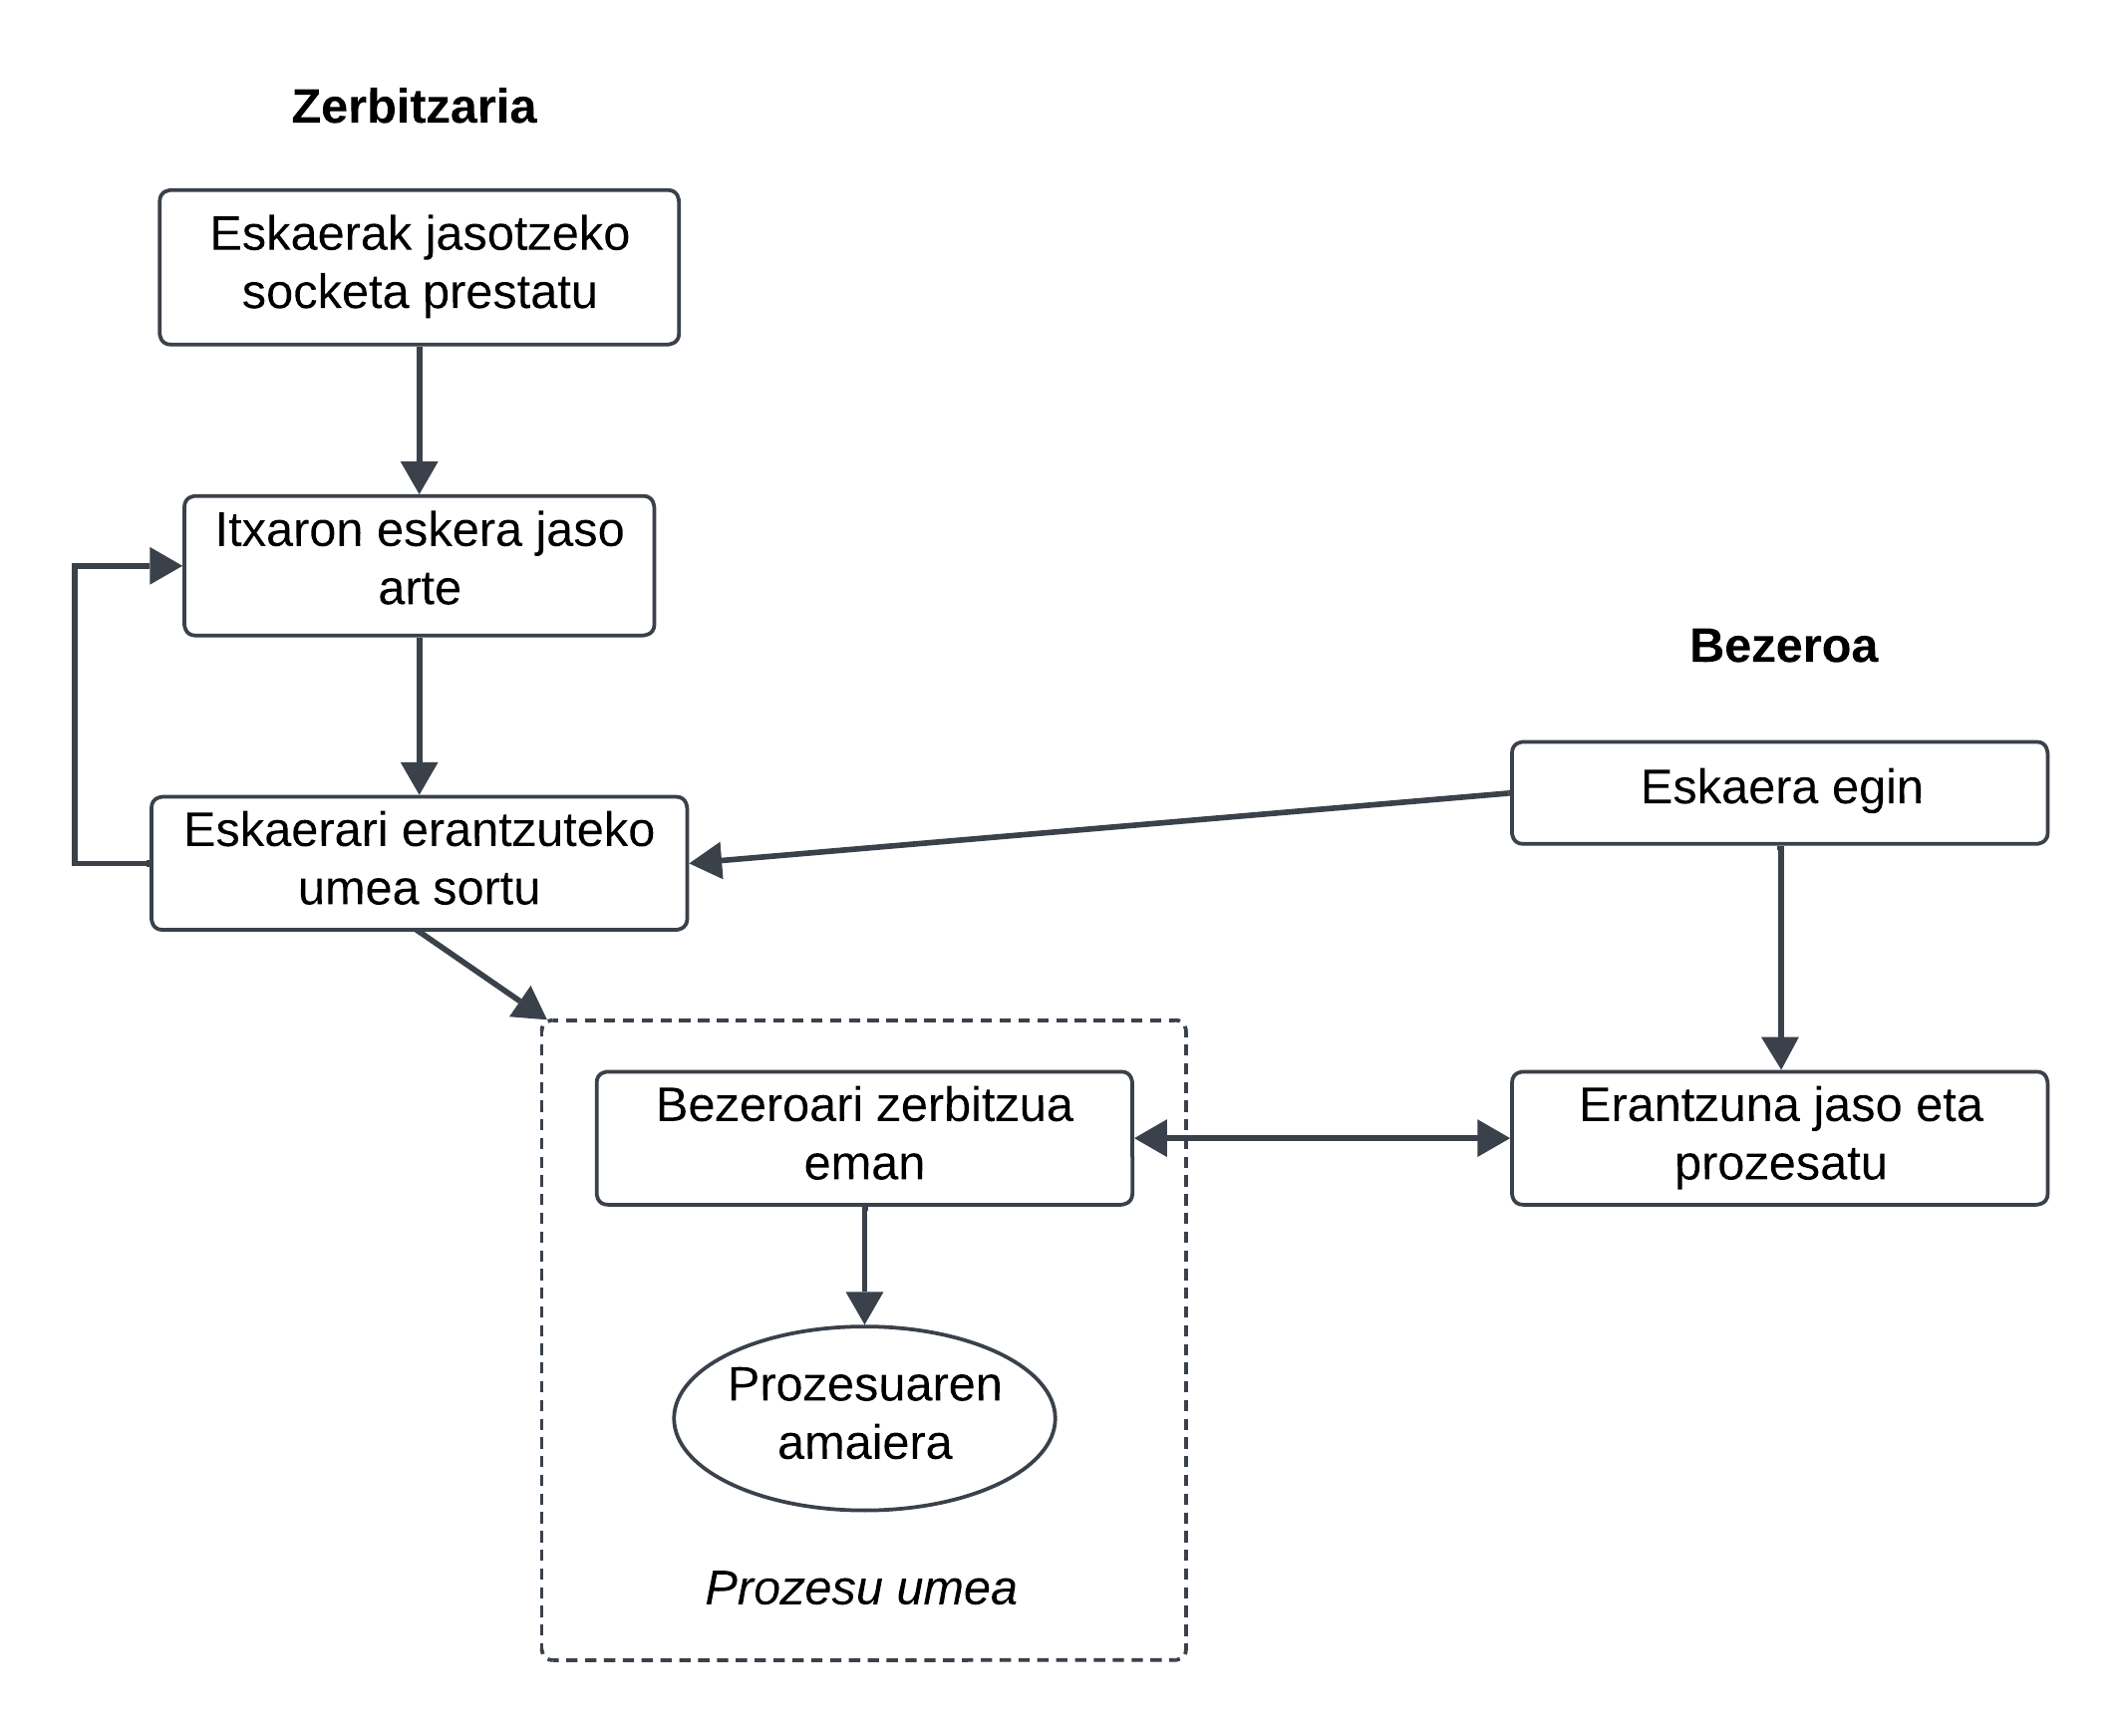 Zerbitzaria
Eskaerak jasotzeko
socketa prestatu
Itxaron eskera jaso
arte
Eskaerari erantzuteko
umea sortu
Bezeroa
Eskaera egin
Erantzuna jaso eta
prozesatu
Bezeroari zerbitzua
eman
Prozesuaren
amaiera
Prozesu umea